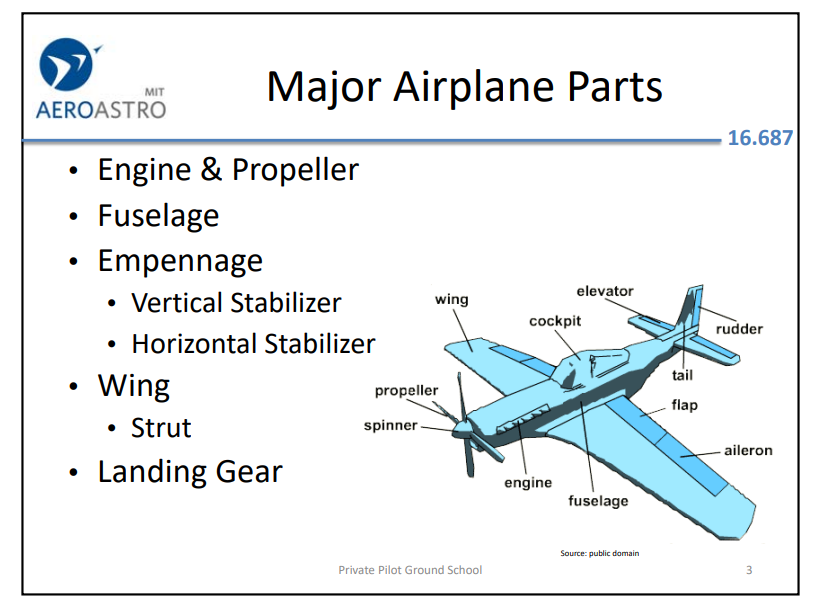 MIT
AEROASTRO
Major Airplane Parts
16.687
• Engine & Propeller
• Fuselage
• Empennage
• Vertical Stabilizer
• Horizontal Stabilizer
• Wing
• Strut
• Landing Gear
elevator
wing
cockpit
rudder
tail
propeller
flap
spinner
aileron
engine
fuselage
Source: public domain
Private Pilot Ground School
3